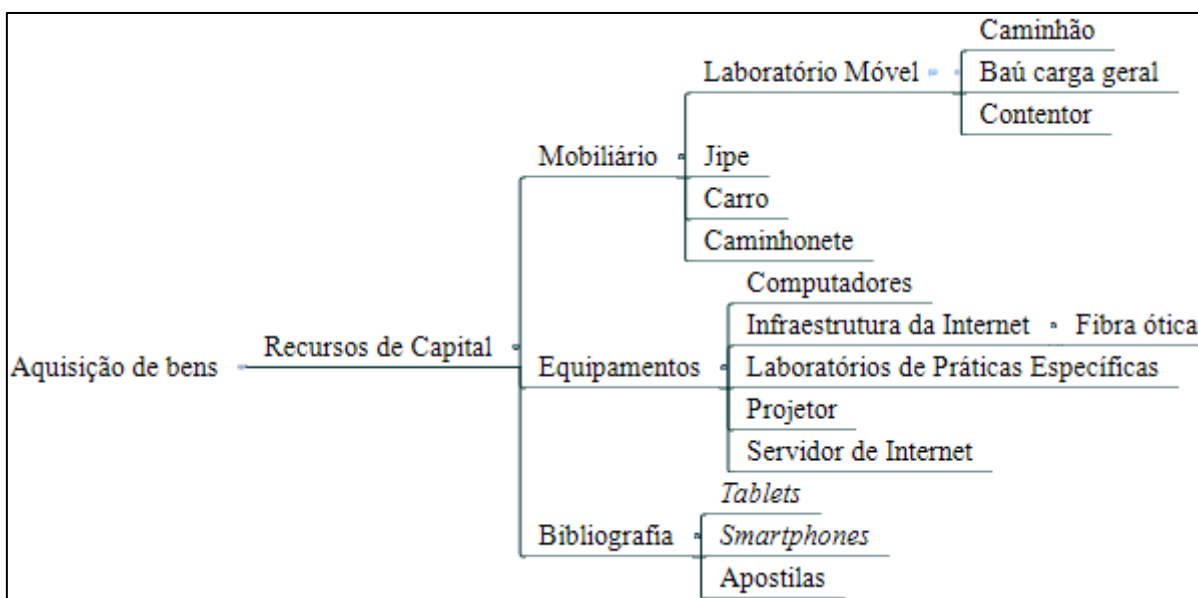 Caminhão
Laboratório Móvel
Baú carga geral
Contentor
Mobiliário
Jipe
Carro
Caminhonete
Computadores
Infraestrutura da Internet
Fibra ótica
Aquisição de bens
Recursos de Capital
Equipamentos
Laboratórios de Práticas Específicas
Projetor
Servidor de Internet
Tablets
Bibliografia
Smartphones
Apostilas